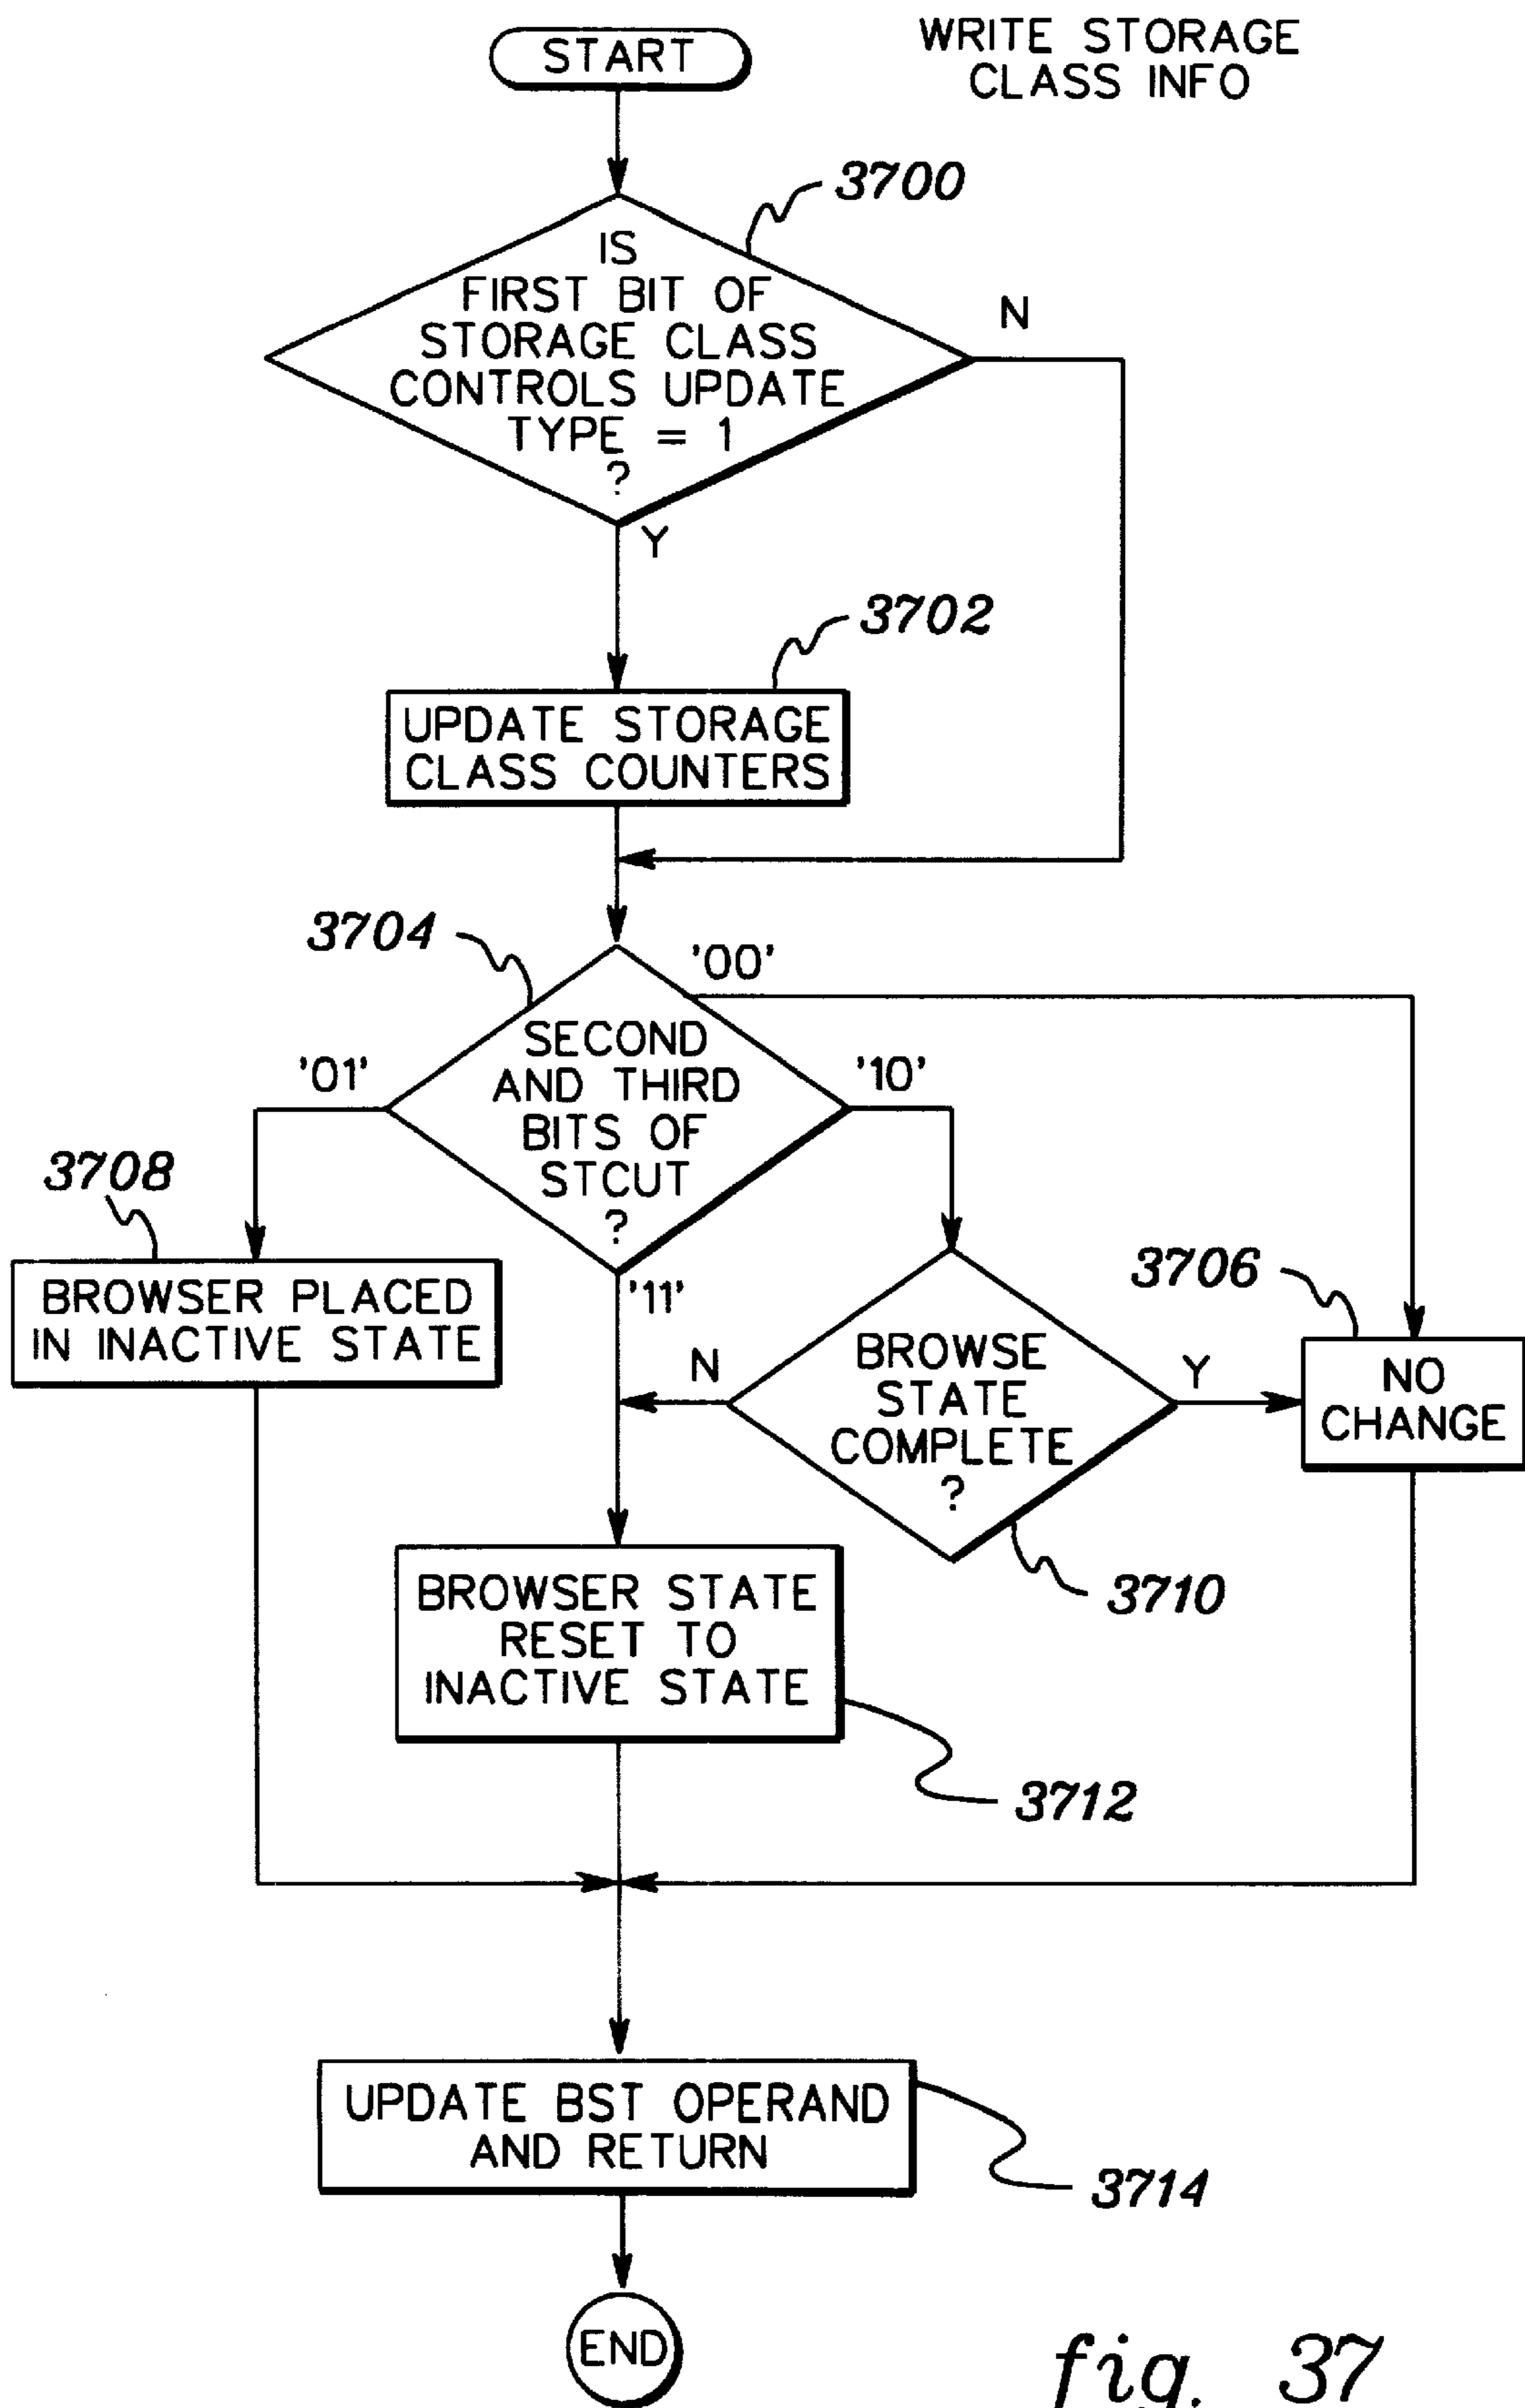 START
WRITE STORAGE
CLASS INFO
3700
IS
FIRST BIT OF
STORAGE CLASS
CONTROLS UPDATE
TYPE = 1
?
N
Y
3702
UPDATE STORAGE
CLASS COUNTERS
3704
'00'
SECOND
AND THIRD
BITS OF
STCUT
?
'01'
'10'
'11'
3708
BROWSER PLACED
IN INACTIVE STATE
3706
NO
CHANGE
N
BROWSE
STATE
COMPLETE
?
Y
3710
BROWSER STATE
RESET TO
INACTIVE STATE
3712
UPDATE BST OPERAND
AND RETURN
3714
END
fig. 37